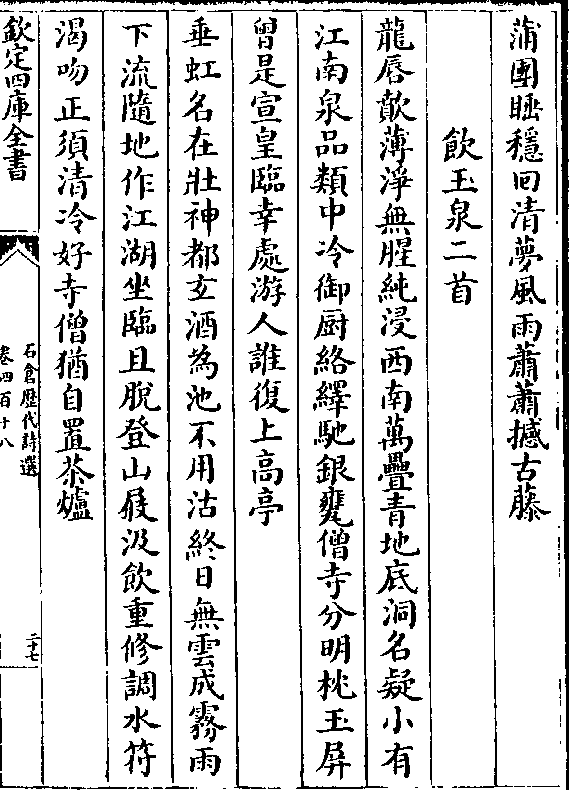 蒲團睡穩回清夢風雨蕭蕭撼古藤
飲玉泉二首
龍唇歕薄淨無腥純浸西南萬疊青地底洞名疑小有
江南泉品類中冷御厨絡繹馳銀甕僧寺分明枕玉屏
曾是宣皇臨幸處游人誰復上高亭
垂虹名在壯神都玄酒為池不用沽終日無雲成霧雨
下流隨地作江湖坐臨且脫登山屐汲飲重修調水符
渴吻正須清冷好寺僧猶自置茶爐
欽定四庫全書
石倉歴代詩選
卷四百十八
二十七